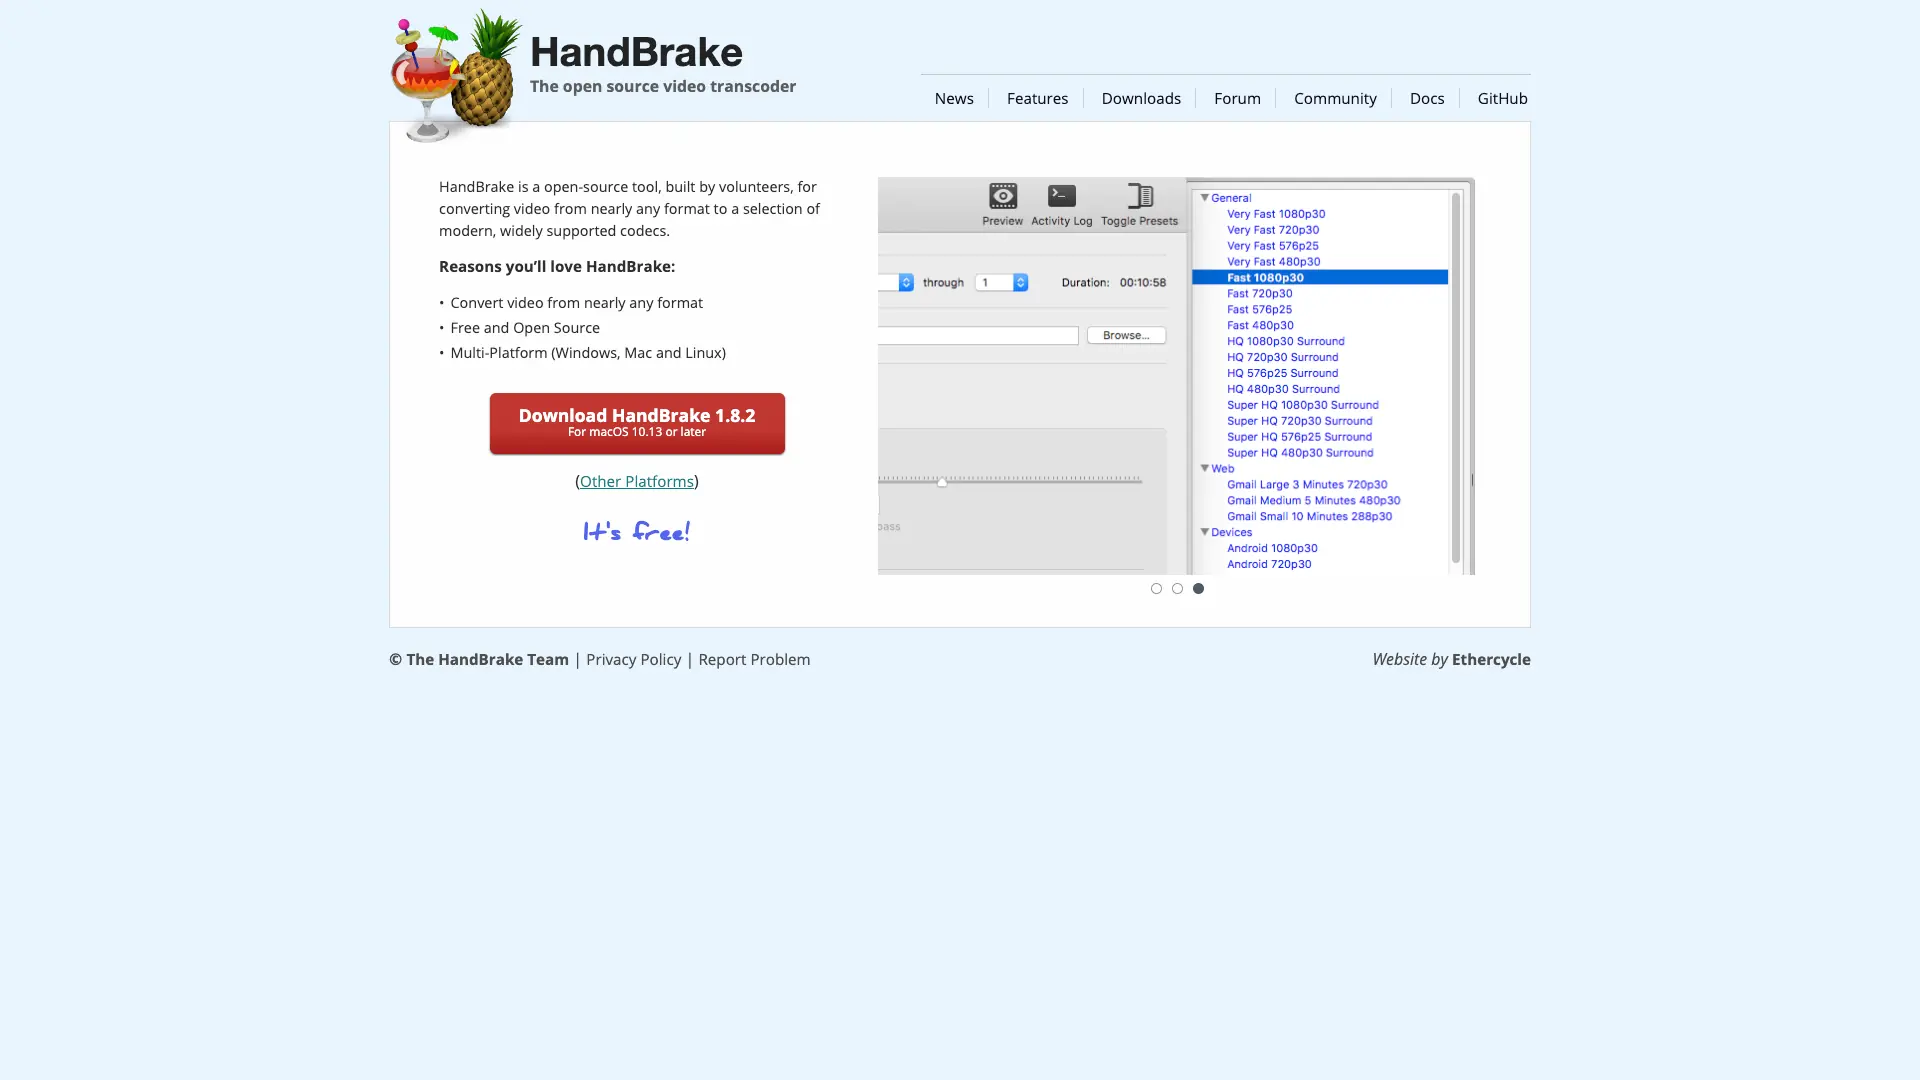 HandBrake
The open source video transcoder
News
Features
Downloads
Forum
Community
Docs
GitHub
HandBrake is a open-source tool, built by volunteers, for
converting video from nearly any format to a selection of
modern, widely supported codecs.
Reasons you’ll love HandBrake:
• Convert video from nearly any format
• Free and Open Source
• Multi-Platform (Windows, Mac and Linux)
Download HandBrake 1.8.2
For macOS 10.13 or later
(Other Platforms)
It's free!
Preview
Activity Log
Toggle Presets
through
1
Duration: 00:10:58
Browse...
General
Very Fast 1080p30
Very Fast 720p30
Very Fast 576p25
Very Fast 480p30
Fast 1080p30
Fast 720p30
Fast 576p25
Fast 480p30
HQ 1080p30 Surround
HQ 720p30 Surround
HQ 576p25 Surround
HQ 480p30 Surround
Super HQ 1080p30 Surround
Super HQ 720p30 Surround
Super HQ 576p25 Surround
Super HQ 480p30 Surround
Web
Gmail Large 3 Minutes 720p30
Gmail Medium 5 Minutes 480p30
Gmail Small 10 Minutes 288p30
Devices
Android 1080p30
Android 720p30
© The HandBrake Team | Privacy Policy | Report Problem
Website by Ethercycle